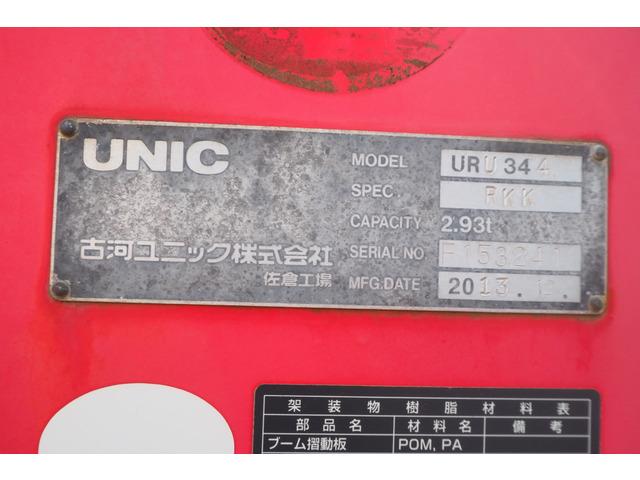 UNIC
MODEL URU344
SPEC. RKK
CAPACITY 2.93t
古河ユニック株式会社
佐倉工場
SERIAL NO F153241
MFG.DATE 2013.12.
架装物樹脂材料表
部品名 材料名 備考
ブーム摺動板 POM, PA